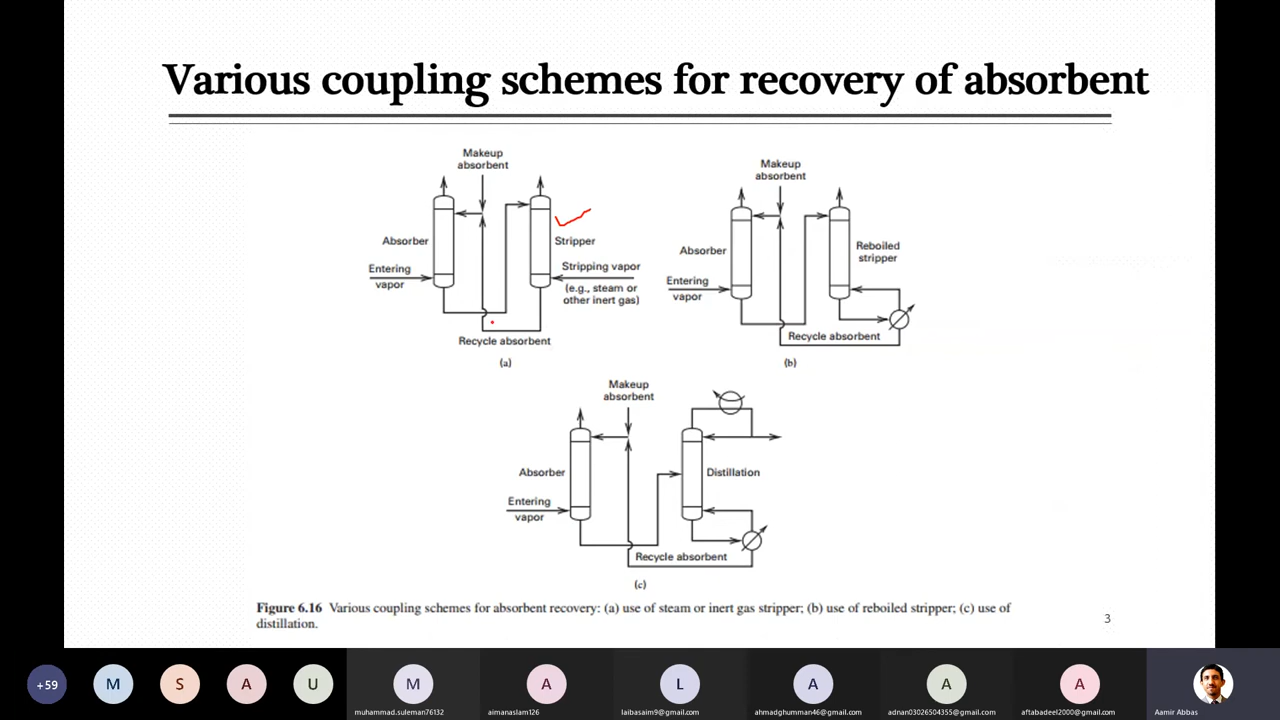 Various coupling schemes for recovery of absorbent
Makeup
absorbent
Absorber
Entering
vapor
Stripper
Stripping vapor
(e.g., steam or
other inert gas)
Recycle absorbent
(a)
Makeup
absorbent
Absorber
Entering
vapor
Reboiled
stripper
Recycle absorbent
(b)
Makeup
absorbent
Absorber
Entering
vapor
Distillation
Recycle absorbent
(c)
Figure 6.16 Various coupling schemes for absorbent recovery: (a) use of steam or inert gas stripper; (b) use of reboiled stripper; (c) use of
distillation.
3
+59
M
S
A
U
M
A
L
A
A
A
muhammad.suleman76132
aimanaslam126
laibasaim9@gmail.com
ahmadghumman46@gmail.com
adnan03026504355@gmail.com
aftabadeel2000@gmail.com
Aamir Abbas